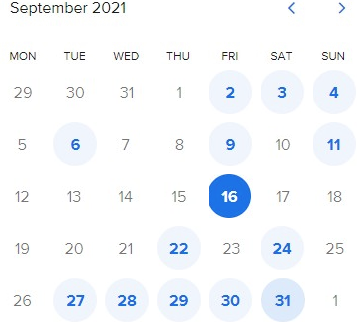 September 2021
MON TUE WED THU FRI SAT SUN
29 30 31 1 2 3 4
5 6 7 8 9 10 11
12 13 14 15 16 17 18
19 20 21 22 23 24 25
26 27 28 29 30 31 1